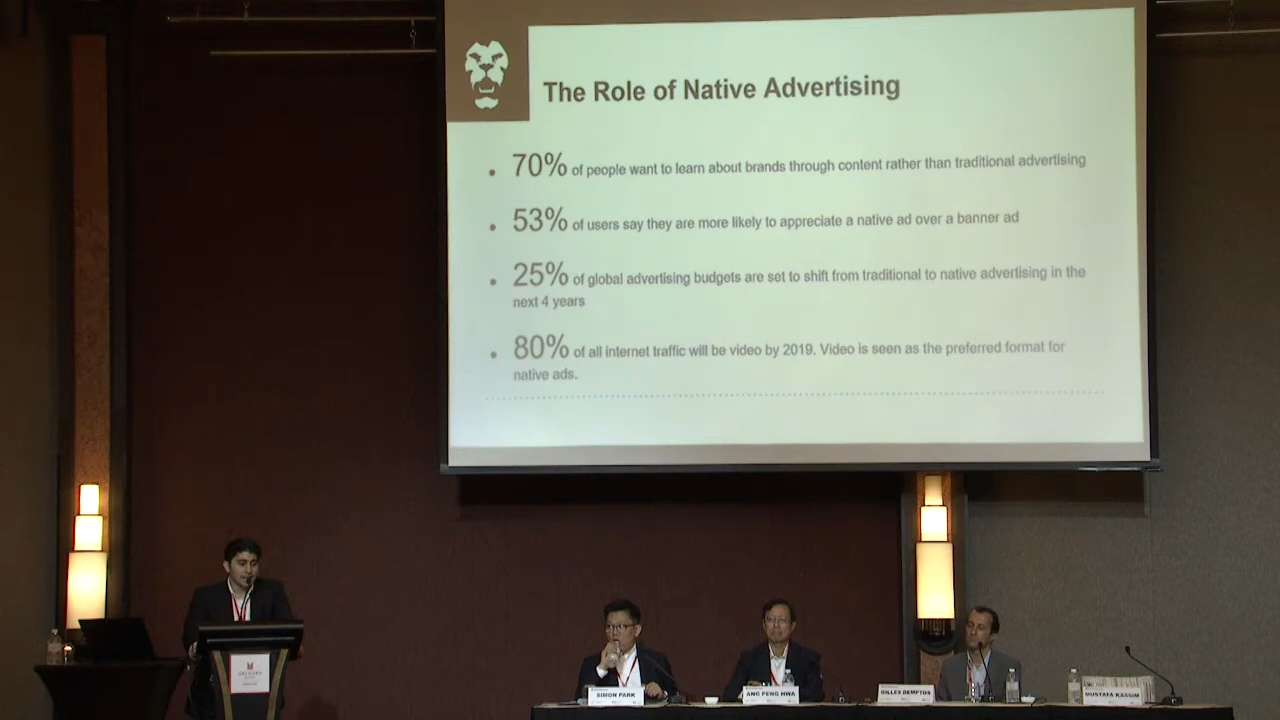 The Role of Native Advertising
• 70% of people want to learn about brands through content rather than traditional advertising
• 53% of users say they are more likely to appreciate a native ad over a banner ad
• 25% of global advertising budgets are set to shift from traditional to native advertising in the
next 4 years
• 80% of all internet traffic will be video by 2019. Video is seen as the preferred format for
native ads.
SIMON PARK
ANG PENG HWA
GILLES DEMPTOS
MUSTAFA KASSIM